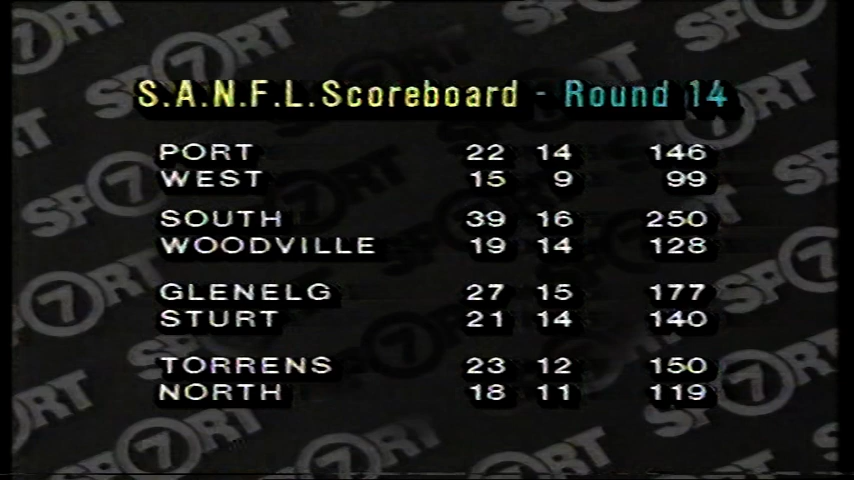 S.A.N.F.L. Scoreboard - Round 14
PORT 22 14 146
WEST 15 9 99
SOUTH 39 16 250
WOODVILLE 19 14 128
GLENELG 27 15 177
STURT 21 14 140
TORRENS 23 12 150
NORTH 18 11 119